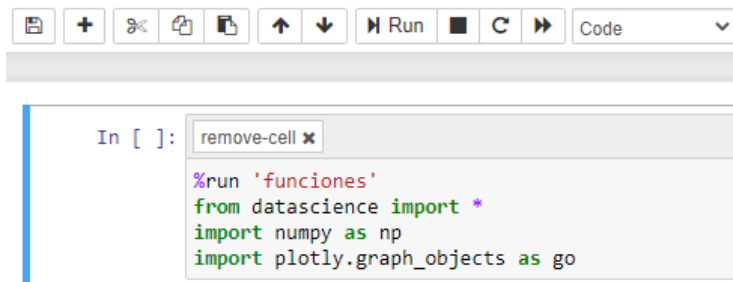 Run
Code
In [ ]:
remove-cell ✖
%run 'funciones'
from datascience import *
import numpy as np
import plotly.graph_objects as go